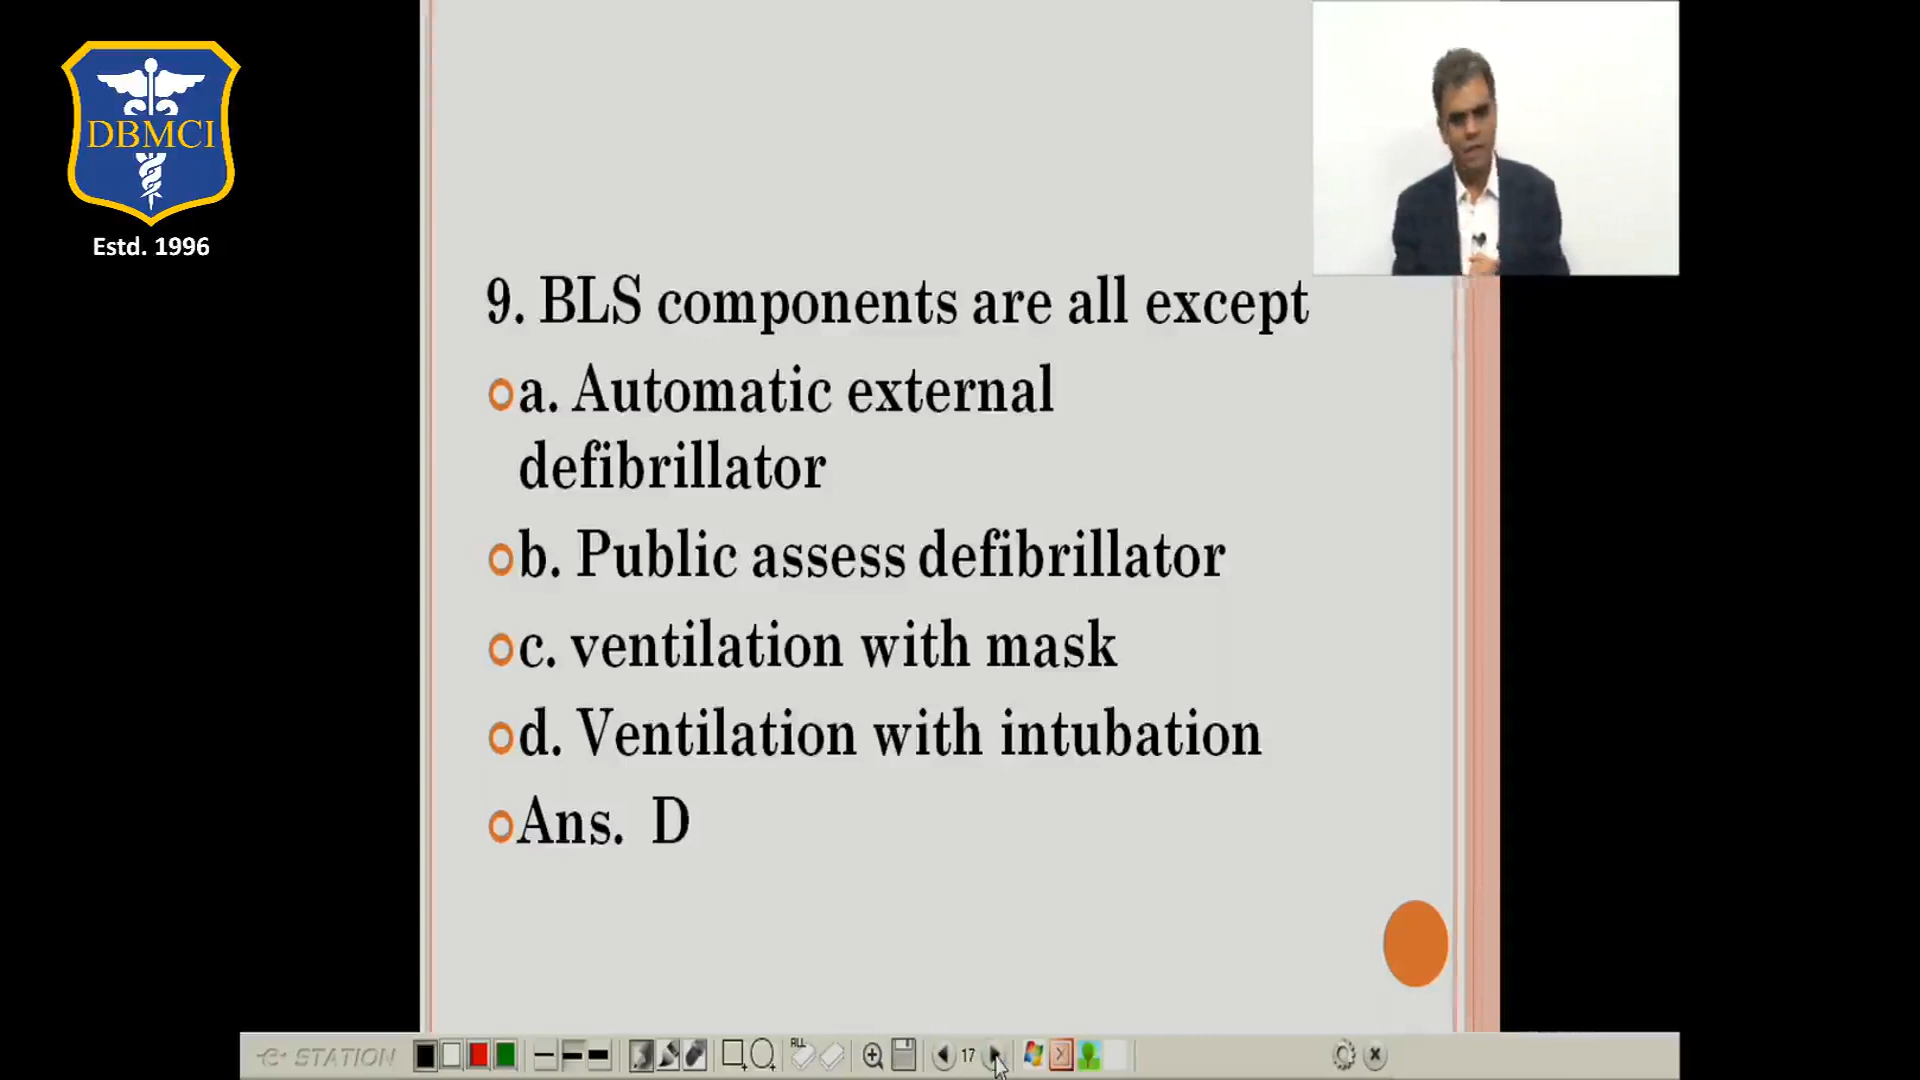 DBMCI
Estd. 1996
9. BLS components are all except
a. Automatic external
defibrillator
b. Public assess defibrillator
c. ventilation with mask
d. Ventilation with intubation
Ans. D
STATION
ALL
17